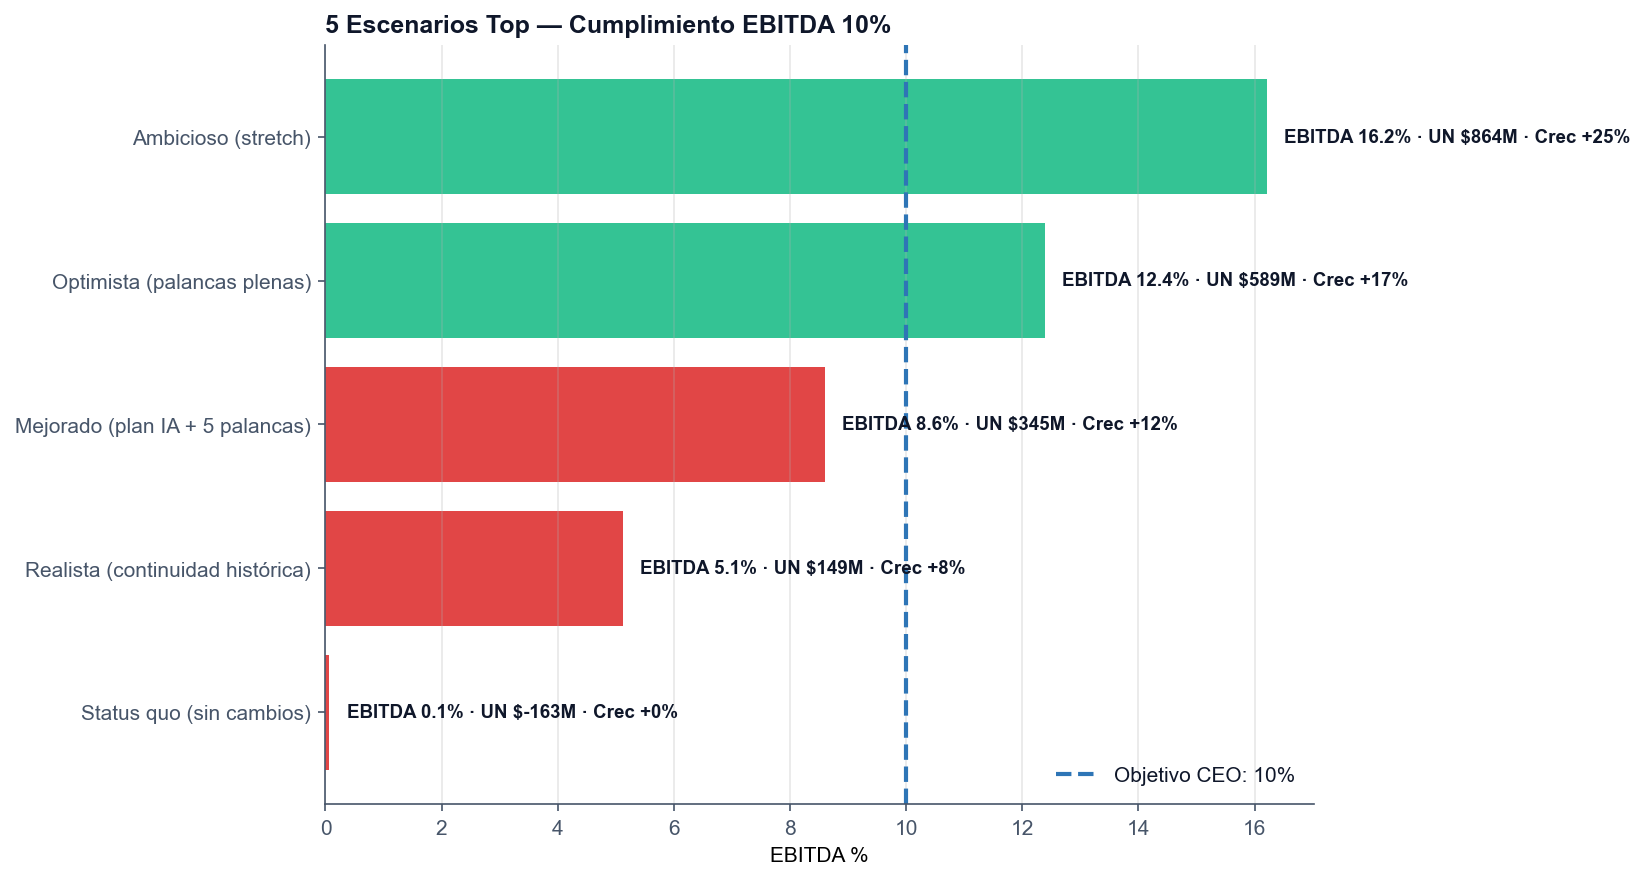 5 Escenarios Top — Cumplimiento EBITDA 10%
Ambicioso (stretch)
EBITDA 16.2% · UN $864M · Crec +25%
Optimista (palancas plenas)
EBITDA 12.4% · UN $589M · Crec +17%
Mejorado (plan IA + 5 palancas)
EBITDA 8.6% · UN $345M · Crec +12%
Realista (continuidad histórica)
EBITDA 5.1% · UN $149M · Crec +8%
Status quo (sin cambios)
EBITDA 0.1% · UN $-163M · Crec +0%
Objetivo CEO: 10%
0 2 4 6 8 10 12 14 16
EBITDA %